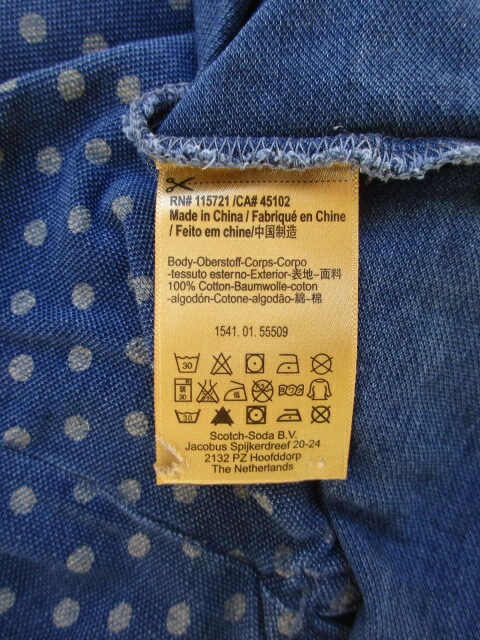 RN# 115721 /CA# 45102
Made in China / Fabriqué en Chine
/ Feito em chine/中国制造
Body-Oberstoff-Corps-Corpo
-tessuto esterno-Exterior-表地-面料
100% Cotton-Baumwolle-coton
-algodón-Cotone-algodão-綿-棉
1541. 01. 55509
30
30
30
Scotch-Soda B.V.
Jacobus Spijkerdreef 20-24
2132 PZ Hoofddorp
The Netherlands